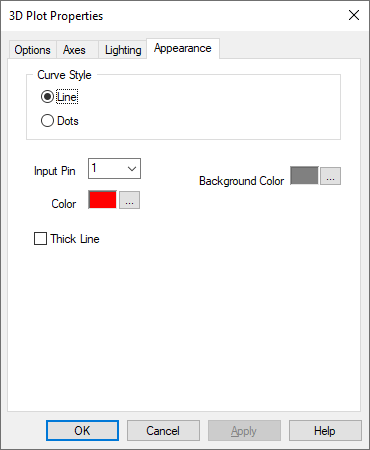 3D Plot Properties
Options Axes Lighting Appearance
Curve Style
Line
Dots
Input Pin 1
Background Color ...
Color ...
Thick Line
OK Cancel Apply Help